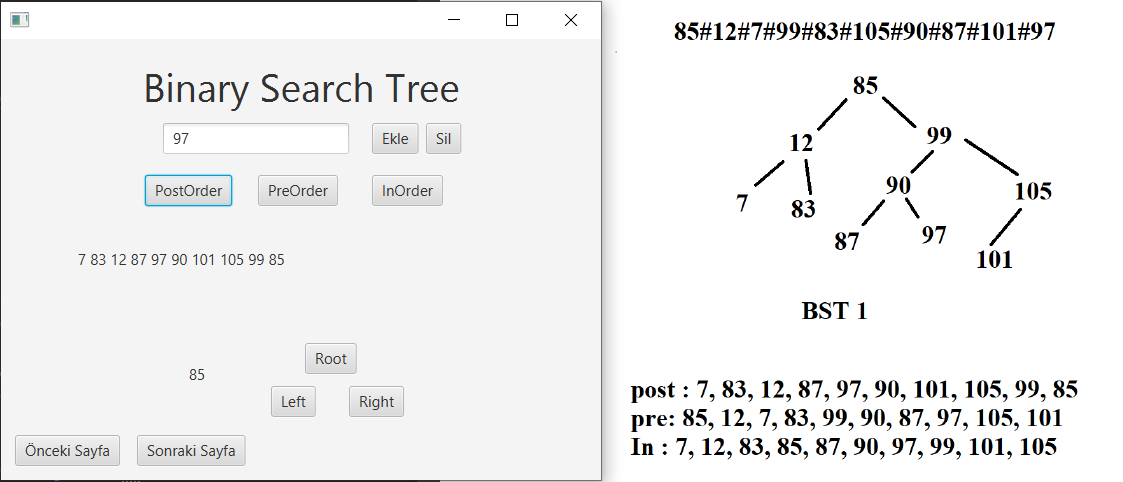 Binary Search Tree
97 Ekle Sil
PostOrder PreOrder InOrder
7 83 12 87 97 90 101 105 99 85
Root
85
Left Right
Önceki Sayfa Sonraki Sayfa
85#12#7#99#83#105#90#87#101#97
85
12 99
7 83 90 105
87 97 101
BST 1
post : 7, 83, 12, 87, 97, 90, 101, 105, 99, 85
pre: 85, 12, 7, 83, 99, 90, 87, 97, 105, 101
In : 7, 12, 83, 85, 87, 90, 97, 99, 101, 105